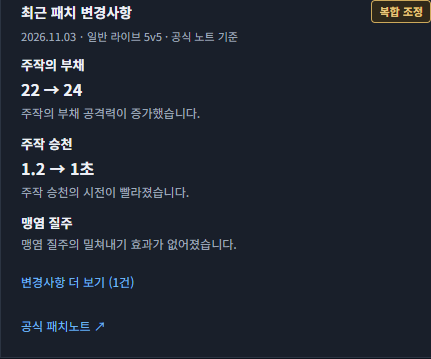 최근 패치 변경사항
복합 조정
2026.11.03 · 일반 라이브 5v5 · 공식 노트 기준
주작의 부채
22 → 24
주작의 부채 공격력이 증가했습니다.
주작 승천
1.2 → 1초
주작 승천의 시전이 빨라졌습니다.
맹염 질주
맹염 질주의 밀쳐내기 효과가 없어졌습니다.
변경사항 더 보기 (1건)
공식 패치노트 ↗